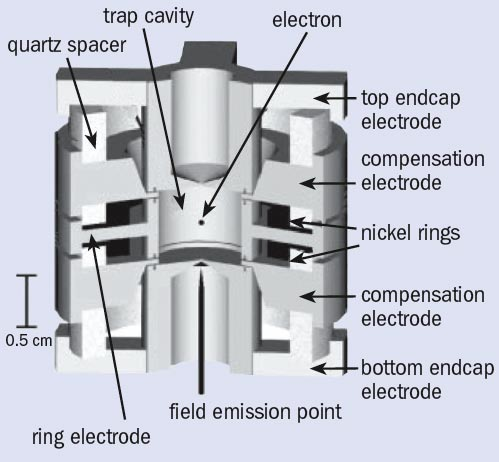 trap cavity
electron
quartz spacer
top endcap
electrode
compensation
electrode
nickel rings
compensation
electrode
0.5 cm
bottom endcap
electrode
field emission point
ring electrode